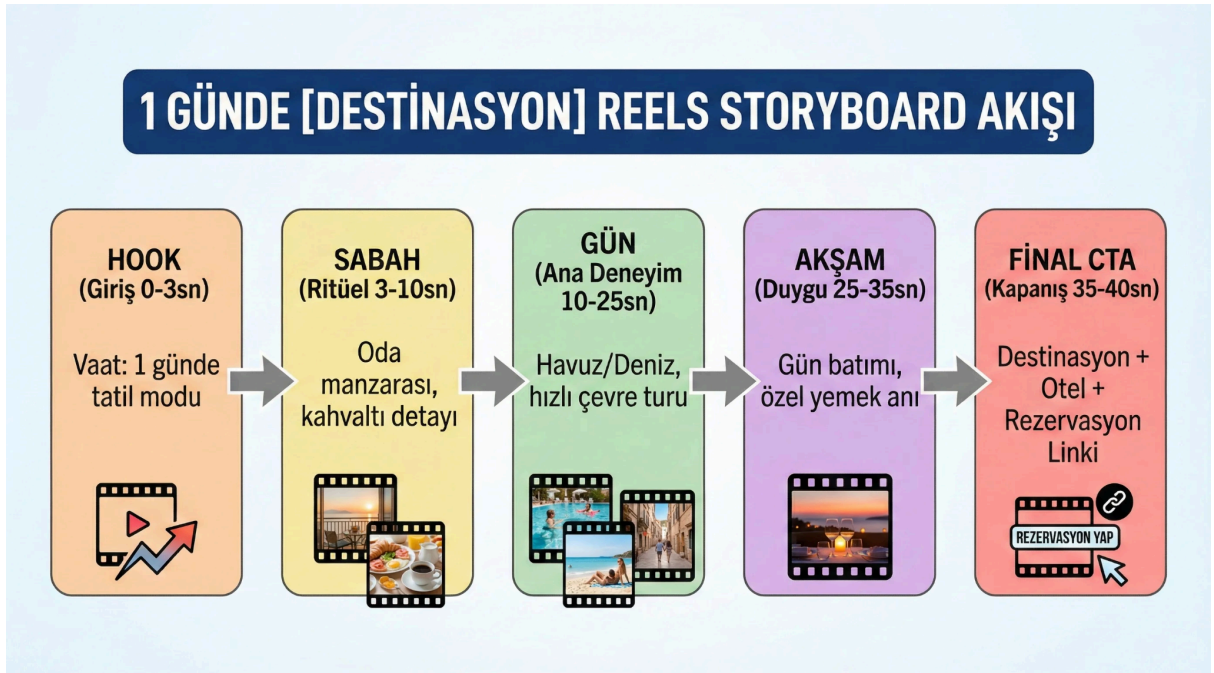 1 GÜNDE [DESTİNASYON] REELS STORYBOARD AKIŞI
HOOK
(Giriş 0-3sn)
Vaat: 1 günde
tatil modu
SABAH
(Ritüel 3-10sn)
Oda
manzarası,
kahvaltı detayı
GÜN
(Ana Deneyim
10-25sn)
Havuz/Deniz,
hızlı çevre turu
AKŞAM
(Duygu 25-35sn)
Gün batımı,
özel yemek anı
FİNAL CTA
(Kapanış 35-40sn)
Destinasyon +
Otel +
Rezervasyon
Linki
REZERVASYON YAP